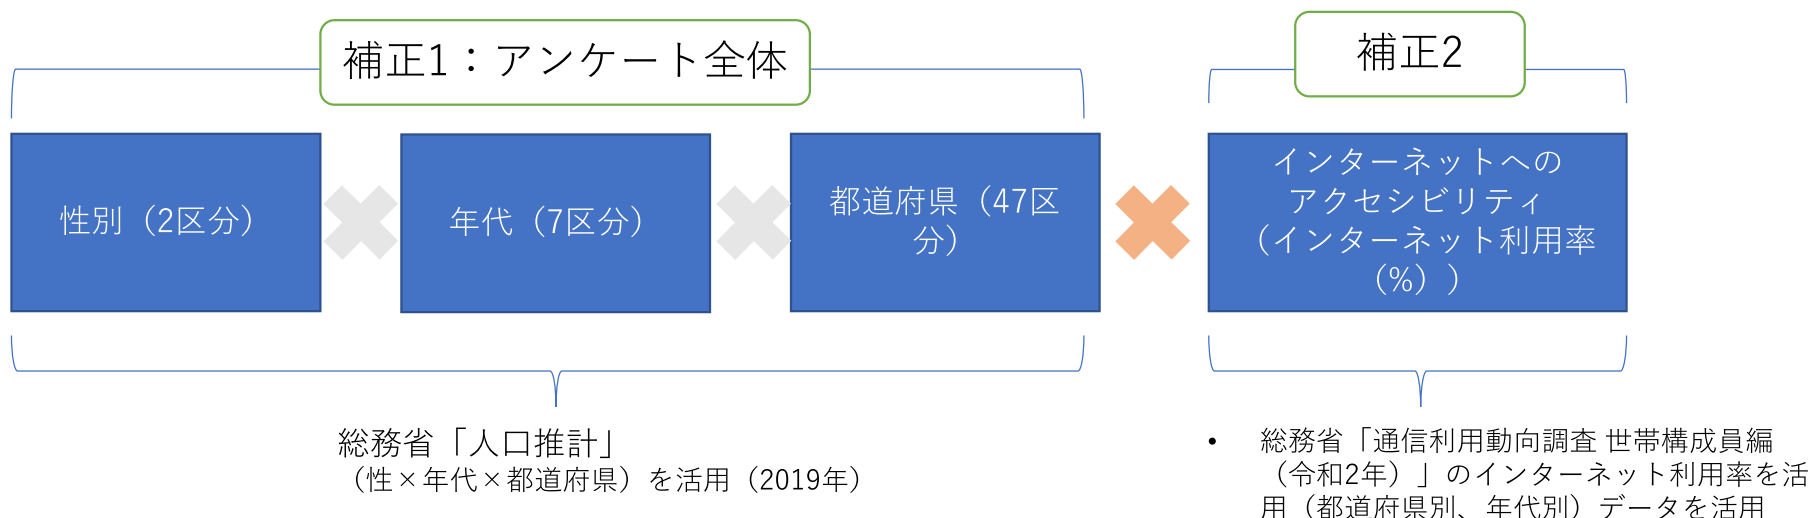 補正1：アンケート全体
補正2
性別（2区分）
年代（7区分）
都道府県（47区
分）
インターネットへの
アクセシビリティ
（インターネット利用率
（%））
総務省「人口推計」
（性×年代×都道府県）を活用（2019年）
• 総務省「通信利用動向調査 世帯構成員編
（令和2年）」のインターネット利用率を活
用（都道府県別、年代別）データを活用